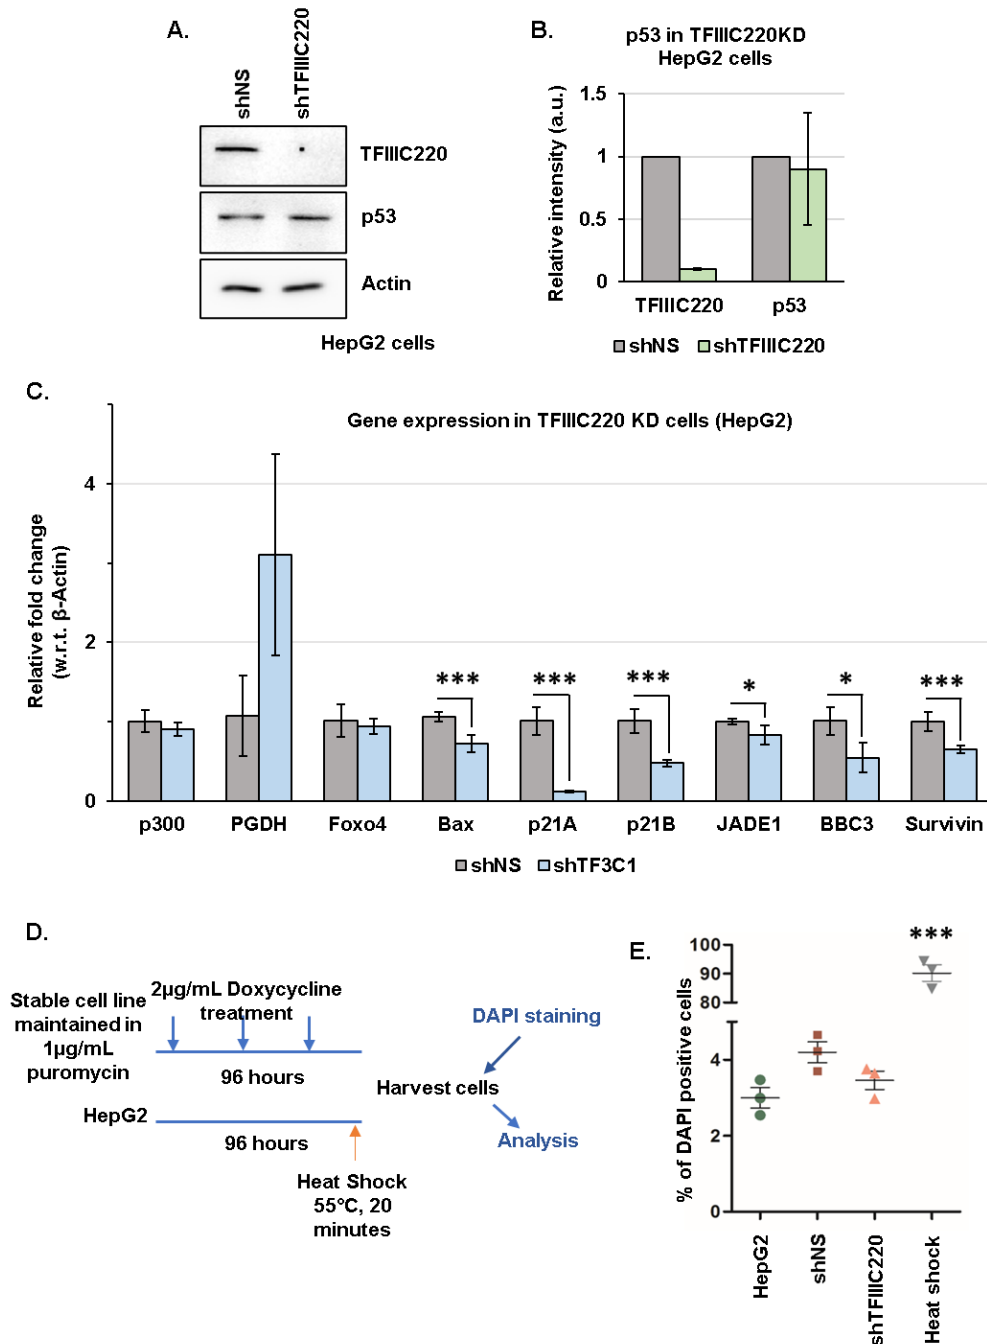 A.
shNS
shTFIIIC220
TFIIIC220
p53
Actin
HepG2 cells
B.
p53 in TFIIIC220KD
HepG2 cells
Relative intensity (a.u.)
1.5
1
0.5
0
TFIIIC220
p53
shNS
shTFIIIC220
C.
Gene expression in TFIIIC220 KD cells (HepG2)
Relative fold change
(w.r.t. β-Actin)
4
2
0
***
***
***
*
*
***
p300
PGDH
Foxo4
Bax
p21A
p21B
JADE1
BBC3
Survivin
shNS
shTF3C1
D.
Stable cell line
maintained in
1µg/mL
puromycin
2µg/mL Doxycycline
treatment
96 hours
HepG2
96 hours
Heat Shock
55°C, 20
minutes
DAPI staining
Harvest cells
Analysis
E.
% of DAPI positive cells
100
90
80
4
2
0
***
HepG2
shNS
shTFIIIC220
Heat shock